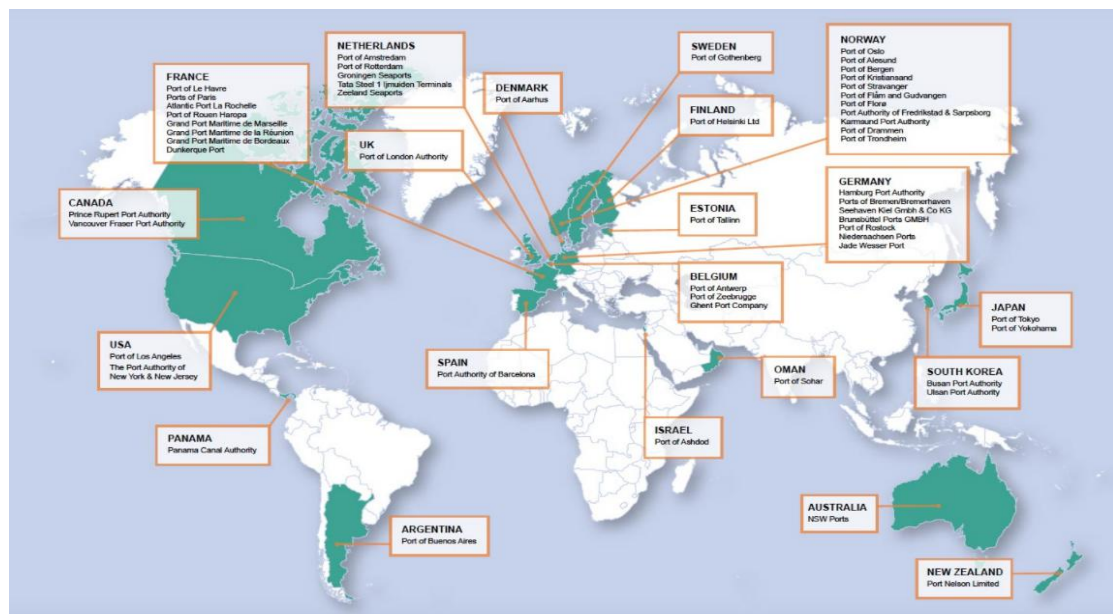 NETHERLANDS
Port of Amstredam
Port of Rotterdam
Groningen Seaports
Tata Steel 1 Ijmuiden Terminals
Zeeland Seaports
SWEDEN
Port of Gothenberg
NORWAY
Port of Oslo
Port of Alesund
Port of Bergen
Port of Kristiansand
Port of Stravanger
Port of Flåm and Gudvangen
Port of Florø
Port Authority of Fredrikstad & Sarpsborg
Karmsund Port Authority
Port of Drammen
Port of Trondheim
FRANCE
Port of Le Havre
Ports of Paris
Atlantic Port La Rochelle
Port of Rouen Haropa
Grand Port Maritime de Marseille
Grand Port Maritime de la Réunion
Grand Port Maritime de Bordeaux
Dunkerque Port
DENMARK
Port of Aarhus
FINLAND
Port of Helsinki Ltd
UK
Port of London Authority
GERMANY
Hamburg Port Authority
Ports of Bremen/Bremerhaven
Seehaven Kiel Gmbh & Co KG
Brunsbüttel Ports GMBH
Port of Rostock
Niedersachsen Ports
Jade Wesser Port
CANADA
Prince Rupert Port Authority
Vancouver Fraser Port Authority
ESTONIA
Port of Tallinn
BELGIUM
Port of Antwerp
Port of Zeebrugge
Ghent Port Company
JAPAN
Port of Tokyo
Port of Yokohama
USA
Port of Los Angeles
The Port Authority of
New York & New Jersey
SPAIN
Port Authority of Barcelona
OMAN
Port of Sohar
SOUTH KOREA
Busan Port Authority
Ulsan Port Authority
PANAMA
Panama Canal Authority
ISRAEL
Port of Ashdod
AUSTRALIA
NSW Ports
ARGENTINA
Port of Buenos Aires
NEW ZEALAND
Port Nelson Limited